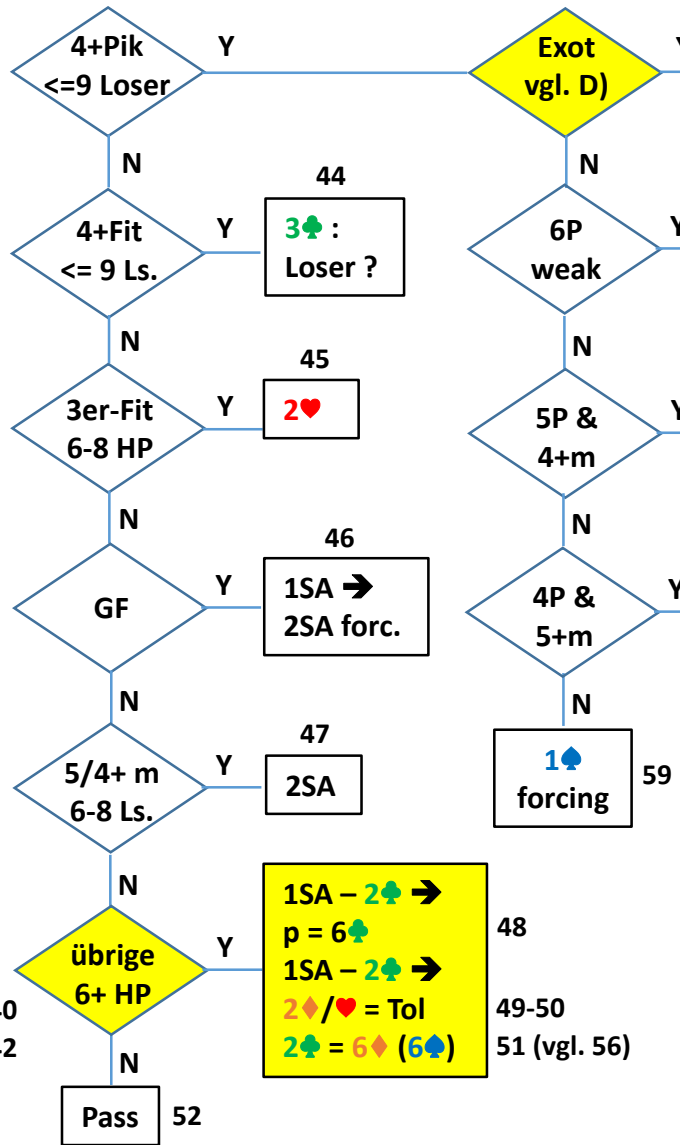 4+Pik
<=9 Loser
Y
Exot
vgl. D)
Y
N
N
44
4+Fit
<= 9 Ls.
Y
3♣ :
Loser ?
6P
weak
Y
N
N
45
3er-Fit
6-8 HP
Y
2♥
5P &
4+m
Y
N
N
46
GF
Y
1SA ➔
2SA forc.
4P &
5+m
Y
N
N
47
5/4+ m
6-8 Ls.
Y
2SA
1♠
forcing
59
N
übrige
6+ HP
Y
1SA – 2♣ ➔
p = 6♣
48
1SA – 2♣ ➔
2♦/♥ = Tol
49-50
2♣ = 6♦ (6♠)
51 (vgl. 56)
N
Pass
52